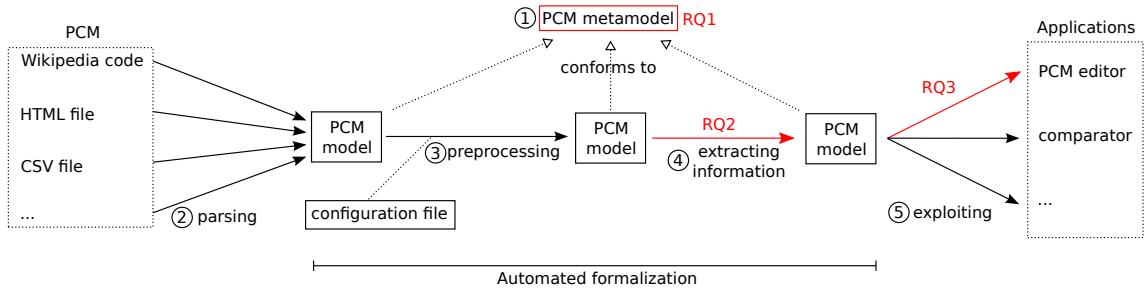 ① PCM metamodel RQ1
PCM
Applications
Wikipedia code
conforms to
PCM editor
RQ3
HTML file
PCM
model
PCM
model
RQ2
PCM
model
comparator
③ preprocessing
④ extracting
information
CSV file
...
② parsing
configuration file
⑤ exploiting
...
Automated formalization